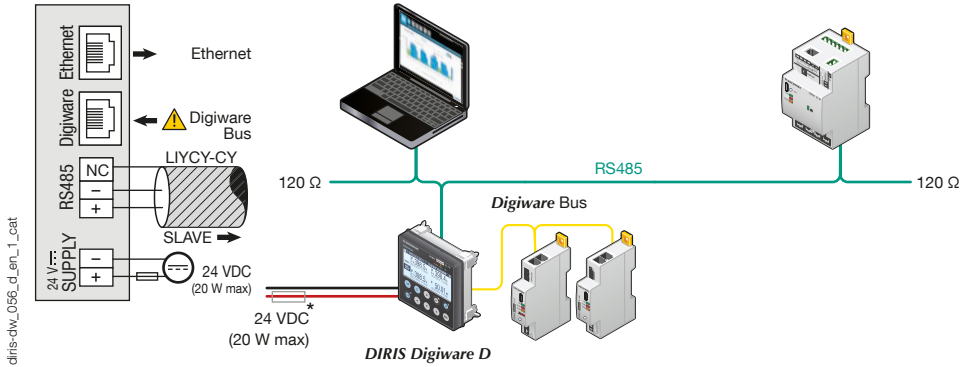 Ethernet
Ethernet
Digiware
Digiware
Bus
RS485
NC
−
+
LIYCY-CY
SLAVE
24 V
SUPPLY
−
+
24 VDC
(20 W max)
diris-dw_056_d_en_1_cat
120 Ω
RS485
120 Ω
Digiware Bus
*
24 VDC
(20 W max)
DIRIS Digiware D